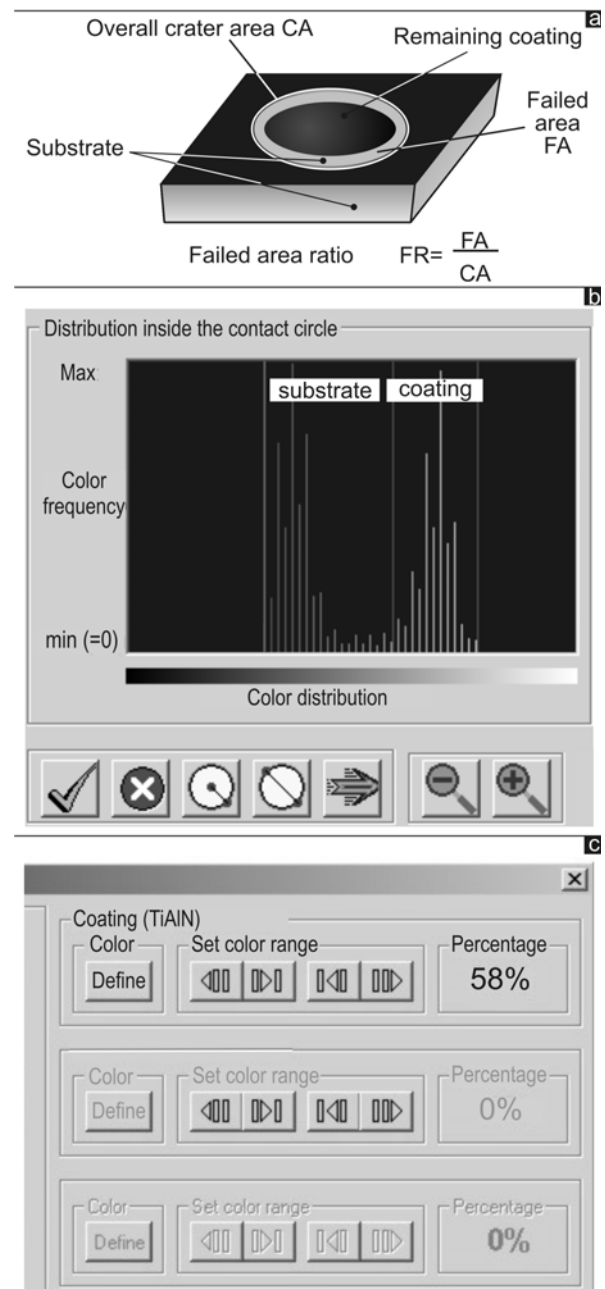 a
Overall crater area CA
Remaining coating
Failed area FA
Substrate
Failed area ratio FR= FA / CA
b
Distribution inside the contact circle
Max.
substrate
coating
Color frequency
min (=0)
Color distribution
c
Coating (TiAlN)
Color
Set color range
Percentage
Define
58%
Color
Set color range
Percentage
Define
0%
Color
Set color range
Percentage
Define
0%